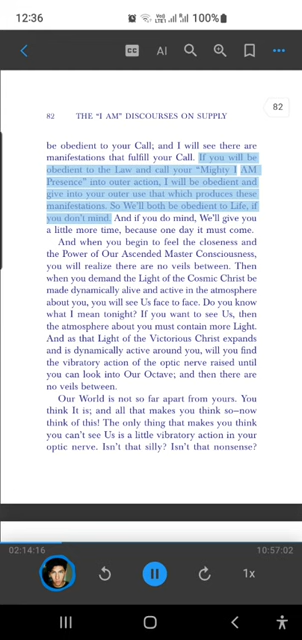 12:36
100%
CC
AI
82
82 THE “I AM” DISCOURSES ON SUPPLY
be obedient to your Call; and I will see there are
manifestations that fulfill your Call. If you will be
obedient to the Law and call your “Mighty I AM
Presence” into outer action, I will be obedient and
give into your outer use that which produces these
manifestations. So We’ll both be obedient to Life, if
you don’t mind. And if you do mind, We’ll give you
a little more time, because one day it must come.
And when you begin to feel the closeness and
the Power of Our Ascended Master Consciousness,
you will realize there are no veils between. Then
when you demand the Light of the Cosmic Christ be
made dynamically alive and active in the atmosphere
about you, you will see Us face to face. Do you know
what I mean tonight? If you want to see Us, then
the atmosphere about you must contain more Light.
And as that Light of the Victorious Christ expands
and is dynamically active around you, will you find
the vibratory action of the optic nerve raised until
you can look into Our Octave; and then there are
no veils between.
Our World is not so far apart from yours. You
think It is; and all that makes you think so—now
think of this! The only thing that makes you think
you can’t see Us is a little vibratory action in your
optic nerve. Isn’t that silly? Isn’t that nonsense?
02:14:16
10:57:02
1x